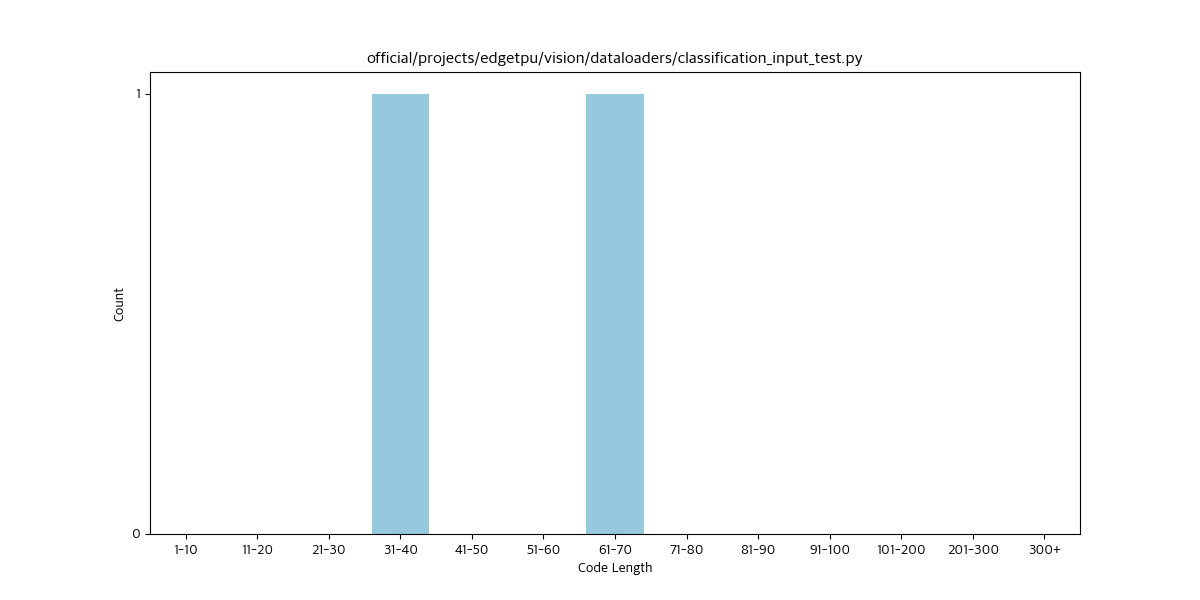 official/projects/edgetpu/vision/dataloaders/classification_input_test.py
1
Count
0
1-10 11-20 21-30 31-40 41-50 51-60 61-70 71-80 81-90 91-100 101-200 201-300 300+
Code Length